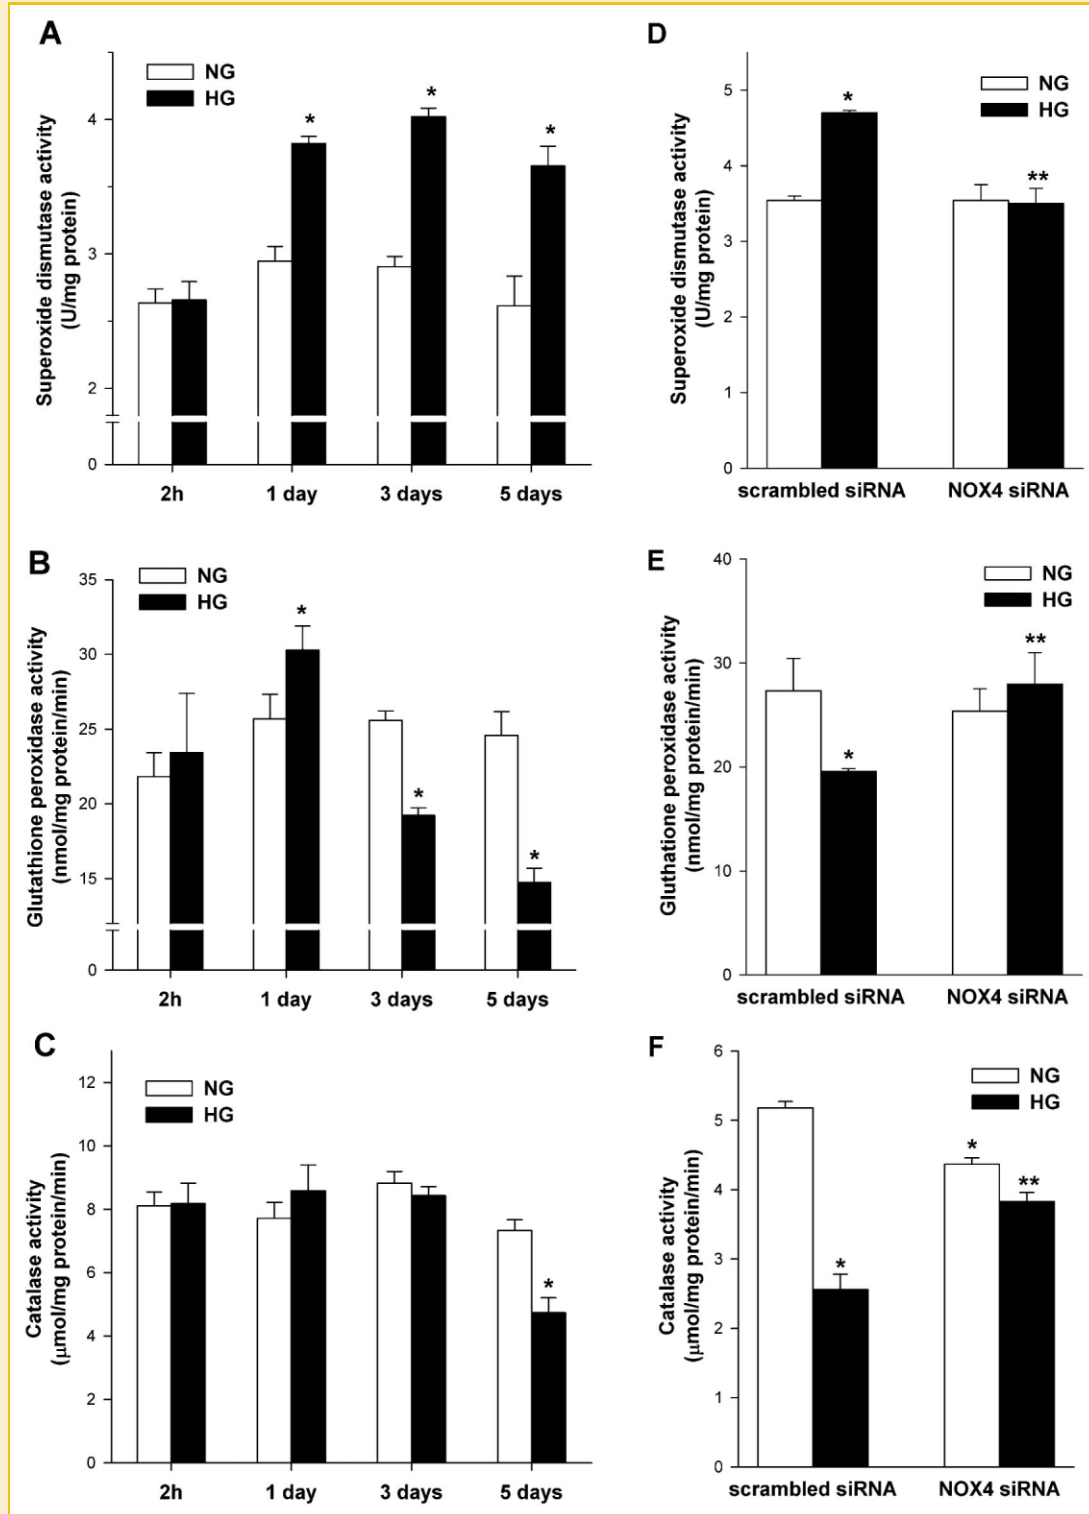 A
NG
HG
Superoxide dismutase activity
(U/mg protein)
4
3
2
0
*
*
*
2h
1 day
3 days
5 days
D
NG
HG
Superoxide dismutase activity
(U/mg protein)
5
4
3
2
1
0
*
**
scrambled siRNA
NOX4 siRNA
B
NG
HG
Glutathione peroxidase activity
(nmol/mg protein/min)
35
30
25
20
15
0
*
*
*
2h
1 day
3 days
5 days
E
NG
HG
Gluthatione peroxidase activity
(nmol/mg protein/min)
40
30
20
10
0
*
**
scrambled siRNA
NOX4 siRNA
C
NG
HG
Catalase activity
(μmol/mg protein/min)
12
10
8
6
4
2
0
*
2h
1 day
3 days
5 days
F
NG
HG
Catalase activity
(μmol/mg protein/min)
6
5
4
3
2
1
0
*
*
**
scrambled siRNA
NOX4 siRNA